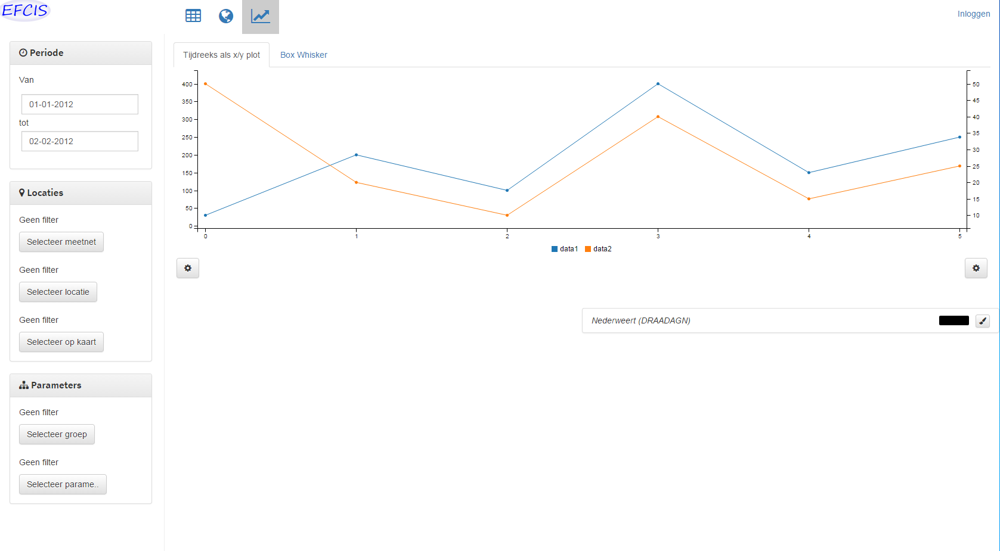 EFCIS
Inloggen
Periode
Van
01-01-2012
tot
02-02-2012
Locaties
Geen filter
Selecteer meetnet
Geen filter
Selecteer locatie
Geen filter
Selecteer op kaart
Parameters
Geen filter
Selecteer groep
Geen filter
Selecteer parame..
Tijdreeks als x/y plot
Box Whisker
400
350
300
250
200
150
100
50
0
50
45
40
35
30
25
20
15
10
0 1 2 3 4 5
data1 data2
Nederweert (DRAADAGN)